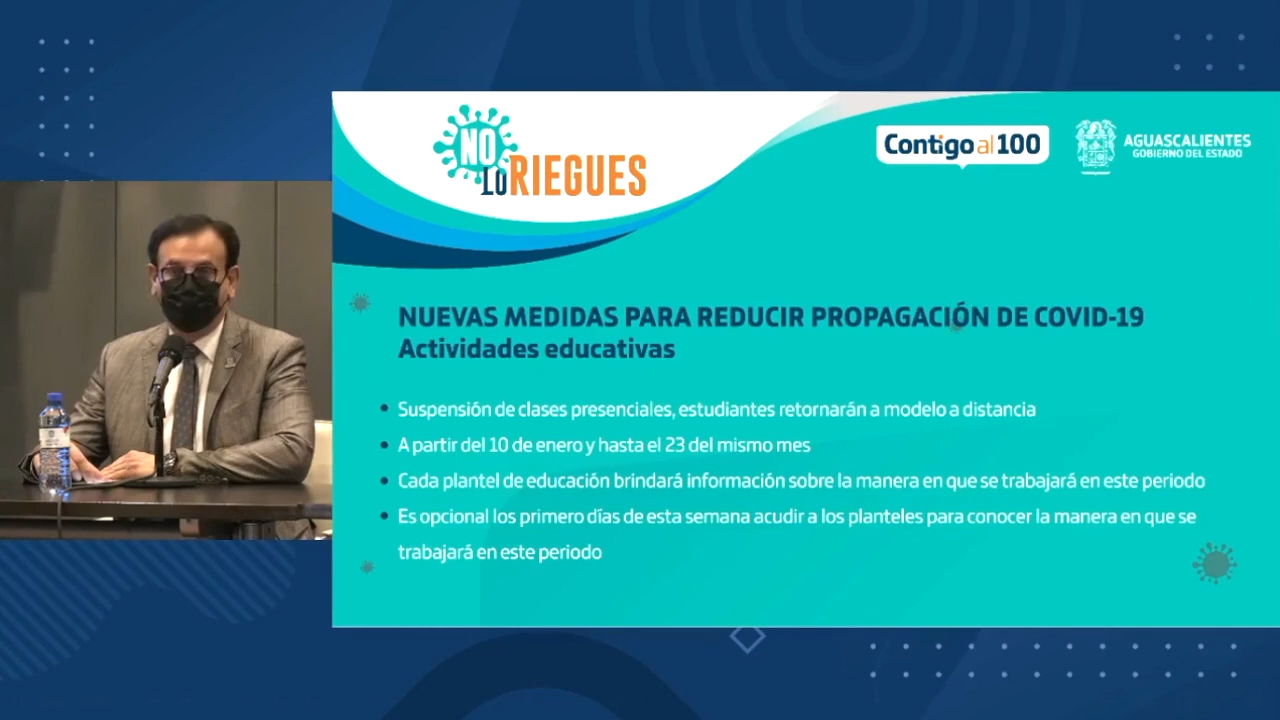 NO
LO RIEGUES
Contigo al 100
AGUASCALIENTES
GOBIERNO DEL ESTADO
NUEVAS MEDIDAS PARA REDUCIR PROPAGACIÓN DE COVID-19
Actividades educativas
• Suspensión de clases presenciales, estudiantes retornarán a modelo a distancia
• A partir del 10 de enero y hasta el 23 del mismo mes
• Cada plantel de educación brindará información sobre la manera en que se trabajará en este periodo
• Es opcional los primero días de esta semana acudir a los planteles para conocer la manera en que se
trabajará en este periodo